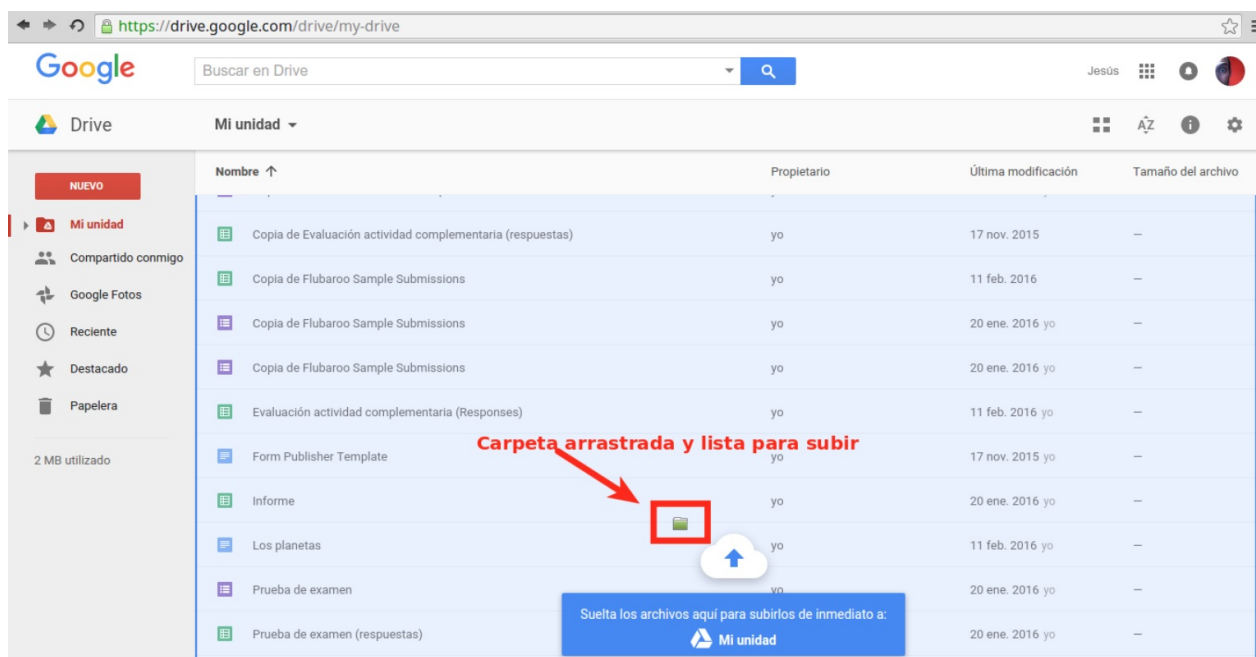 https://drive.google.com/drive/my-drive
Google
Buscar en Drive
Jesús
Drive
Mi unidad
AZ
Nombre
Propietario
Última modificación
Tamaño del archivo
NUEVO
Mi unidad
Compartido conmigo
Google Fotos
Reciente
Destacado
Papelera
2 MB utilizado
Copia de Evaluación actividad complementaria (respuestas) yo 17 nov. 2015 —
Copia de Flubaroo Sample Submissions yo 11 feb. 2016 —
Copia de Flubaroo Sample Submissions yo 20 ene. 2016 yo —
Copia de Flubaroo Sample Submissions yo 20 ene. 2016 yo —
Evaluación actividad complementaria (Responses) yo 11 feb. 2016 yo —
Carpeta arrastrada y lista para subir
Form Publisher Template yo 17 nov. 2015 yo —
Informe yo 20 ene. 2016 yo —
Los planetas yo 11 feb. 2016 yo —
Prueba de examen yo 20 ene. 2016 yo —
Suelta los archivos aquí para subirlos de inmediato a:
Mi unidad
Prueba de examen (respuestas) 20 ene. 2016 yo —